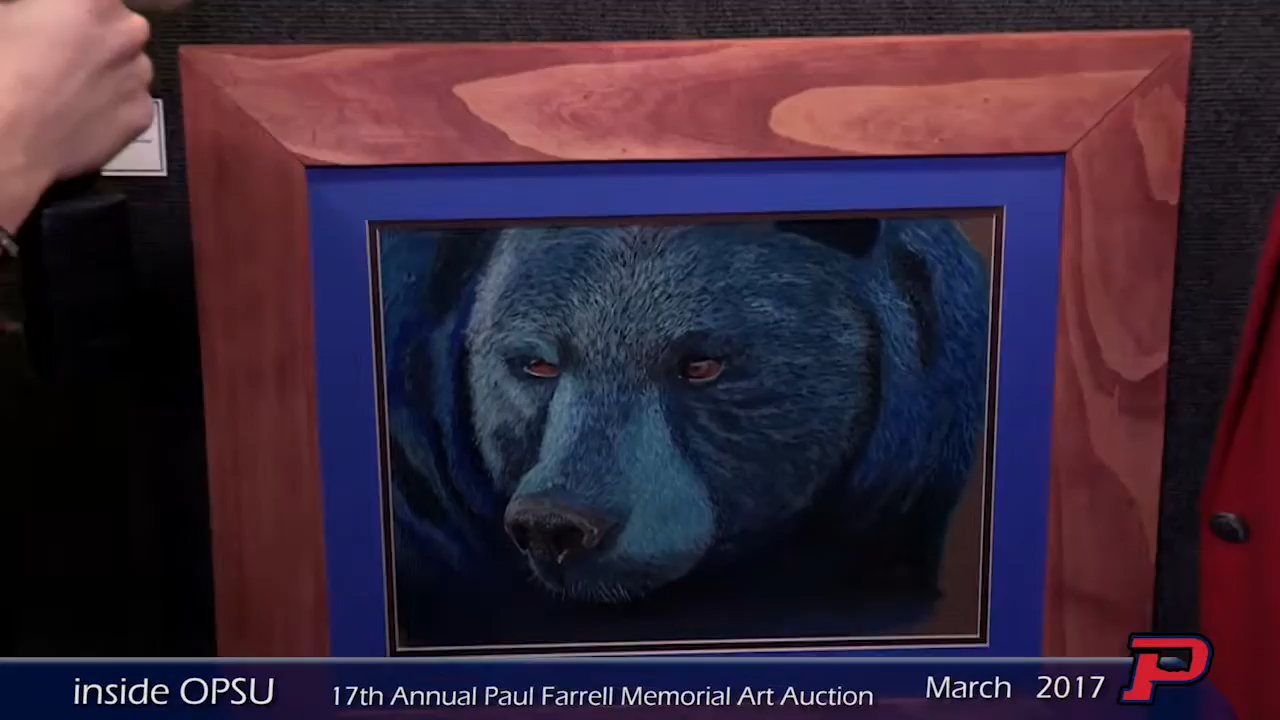 inside OPSU
17th Annual Paul Farrell Memorial Art Auction
March 2017
P